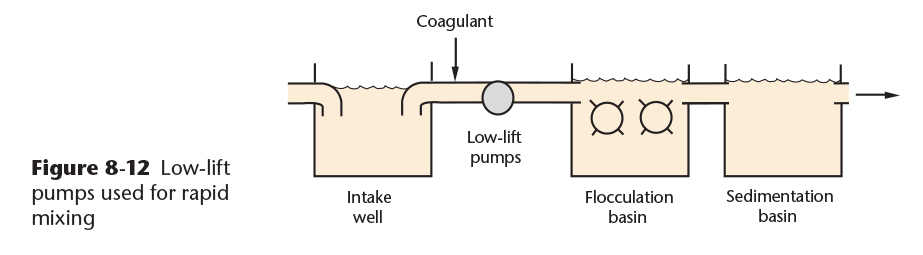 Coagulant
Low-lift
pumps
Figure 8-12 Low-lift
pumps used for rapid
mixing
Intake
well
Flocculation
basin
Sedimentation
basin